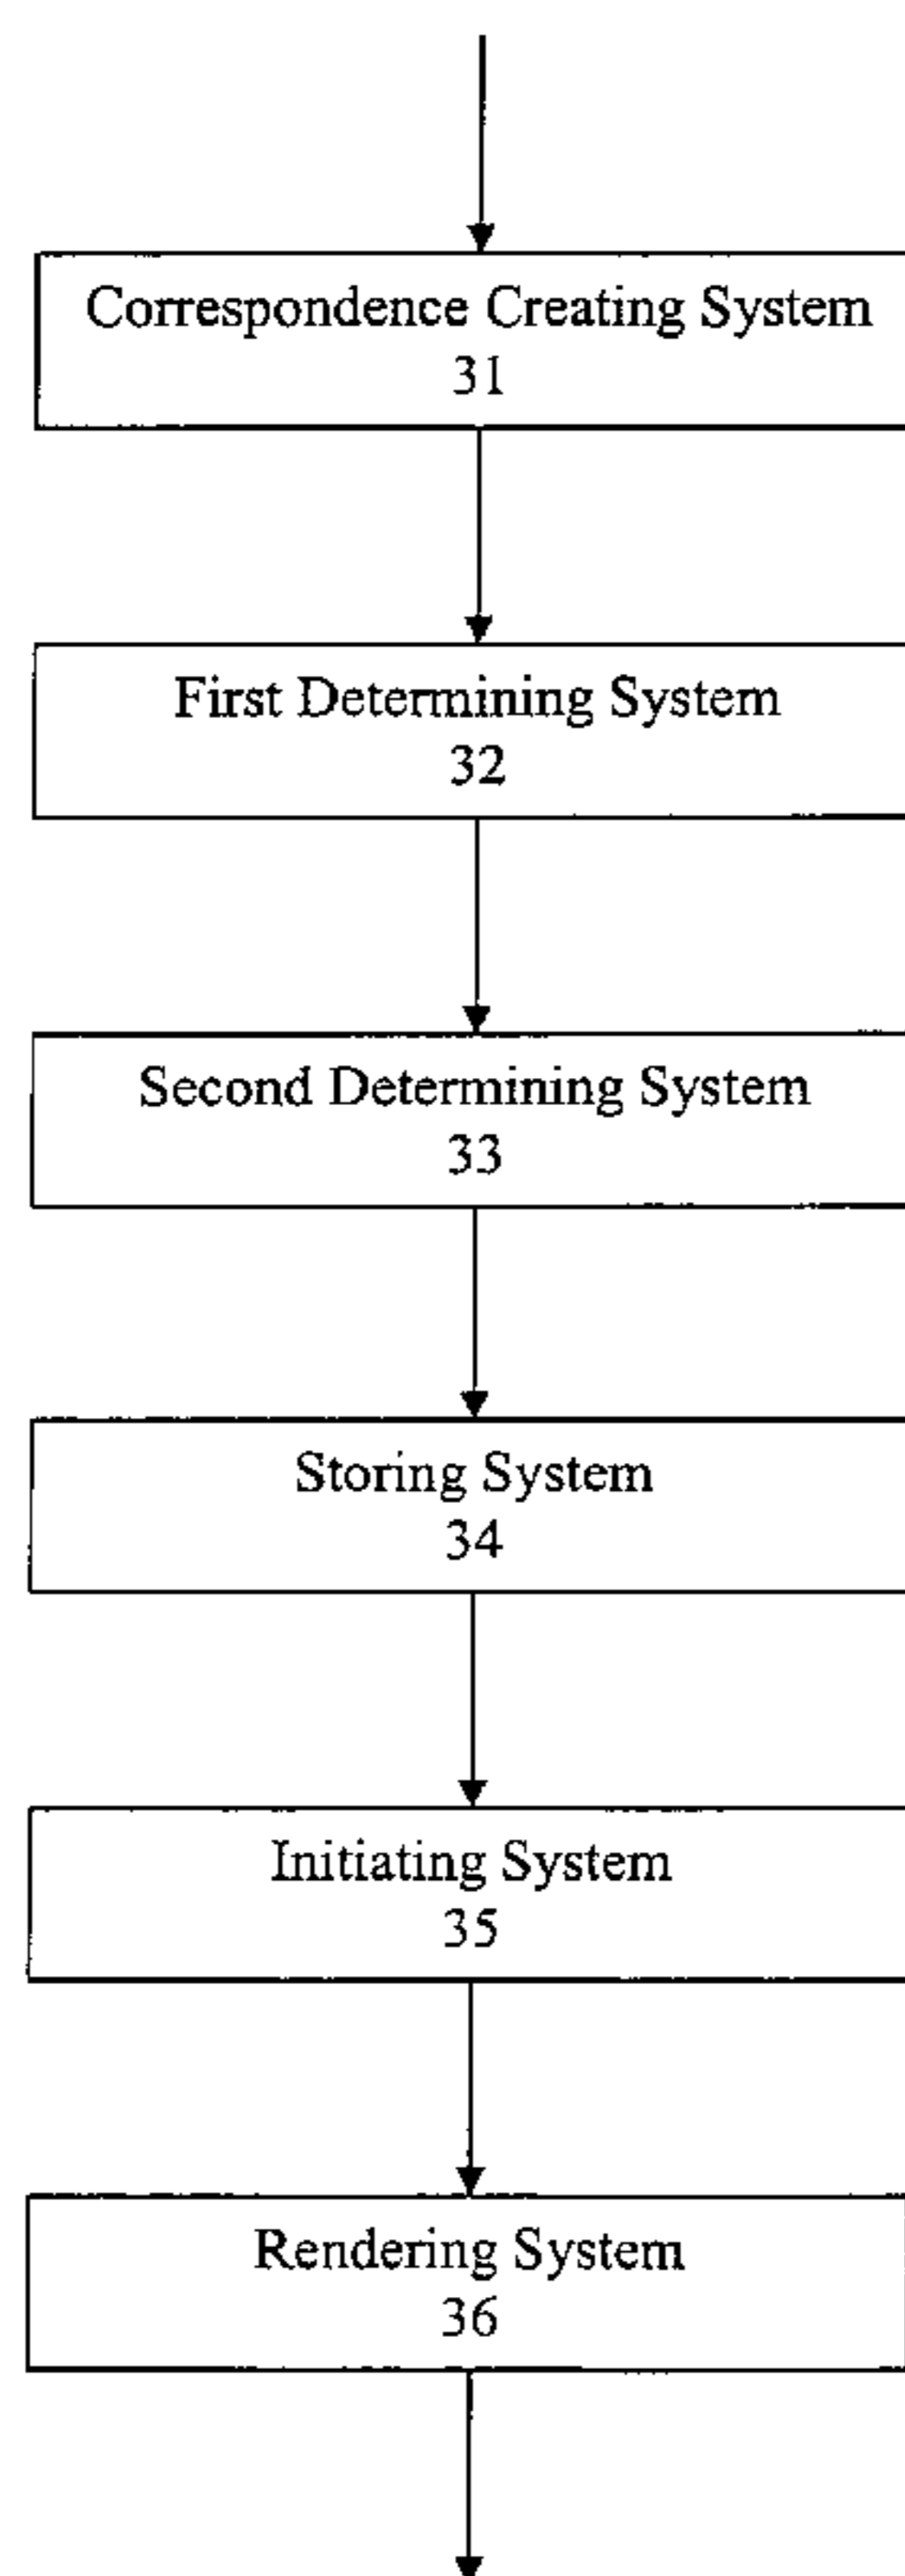 Correspondence Creating System
31
First Determining System
32
Second Determining System
33
Storing System
34
Initiating System
35
Rendering System
36